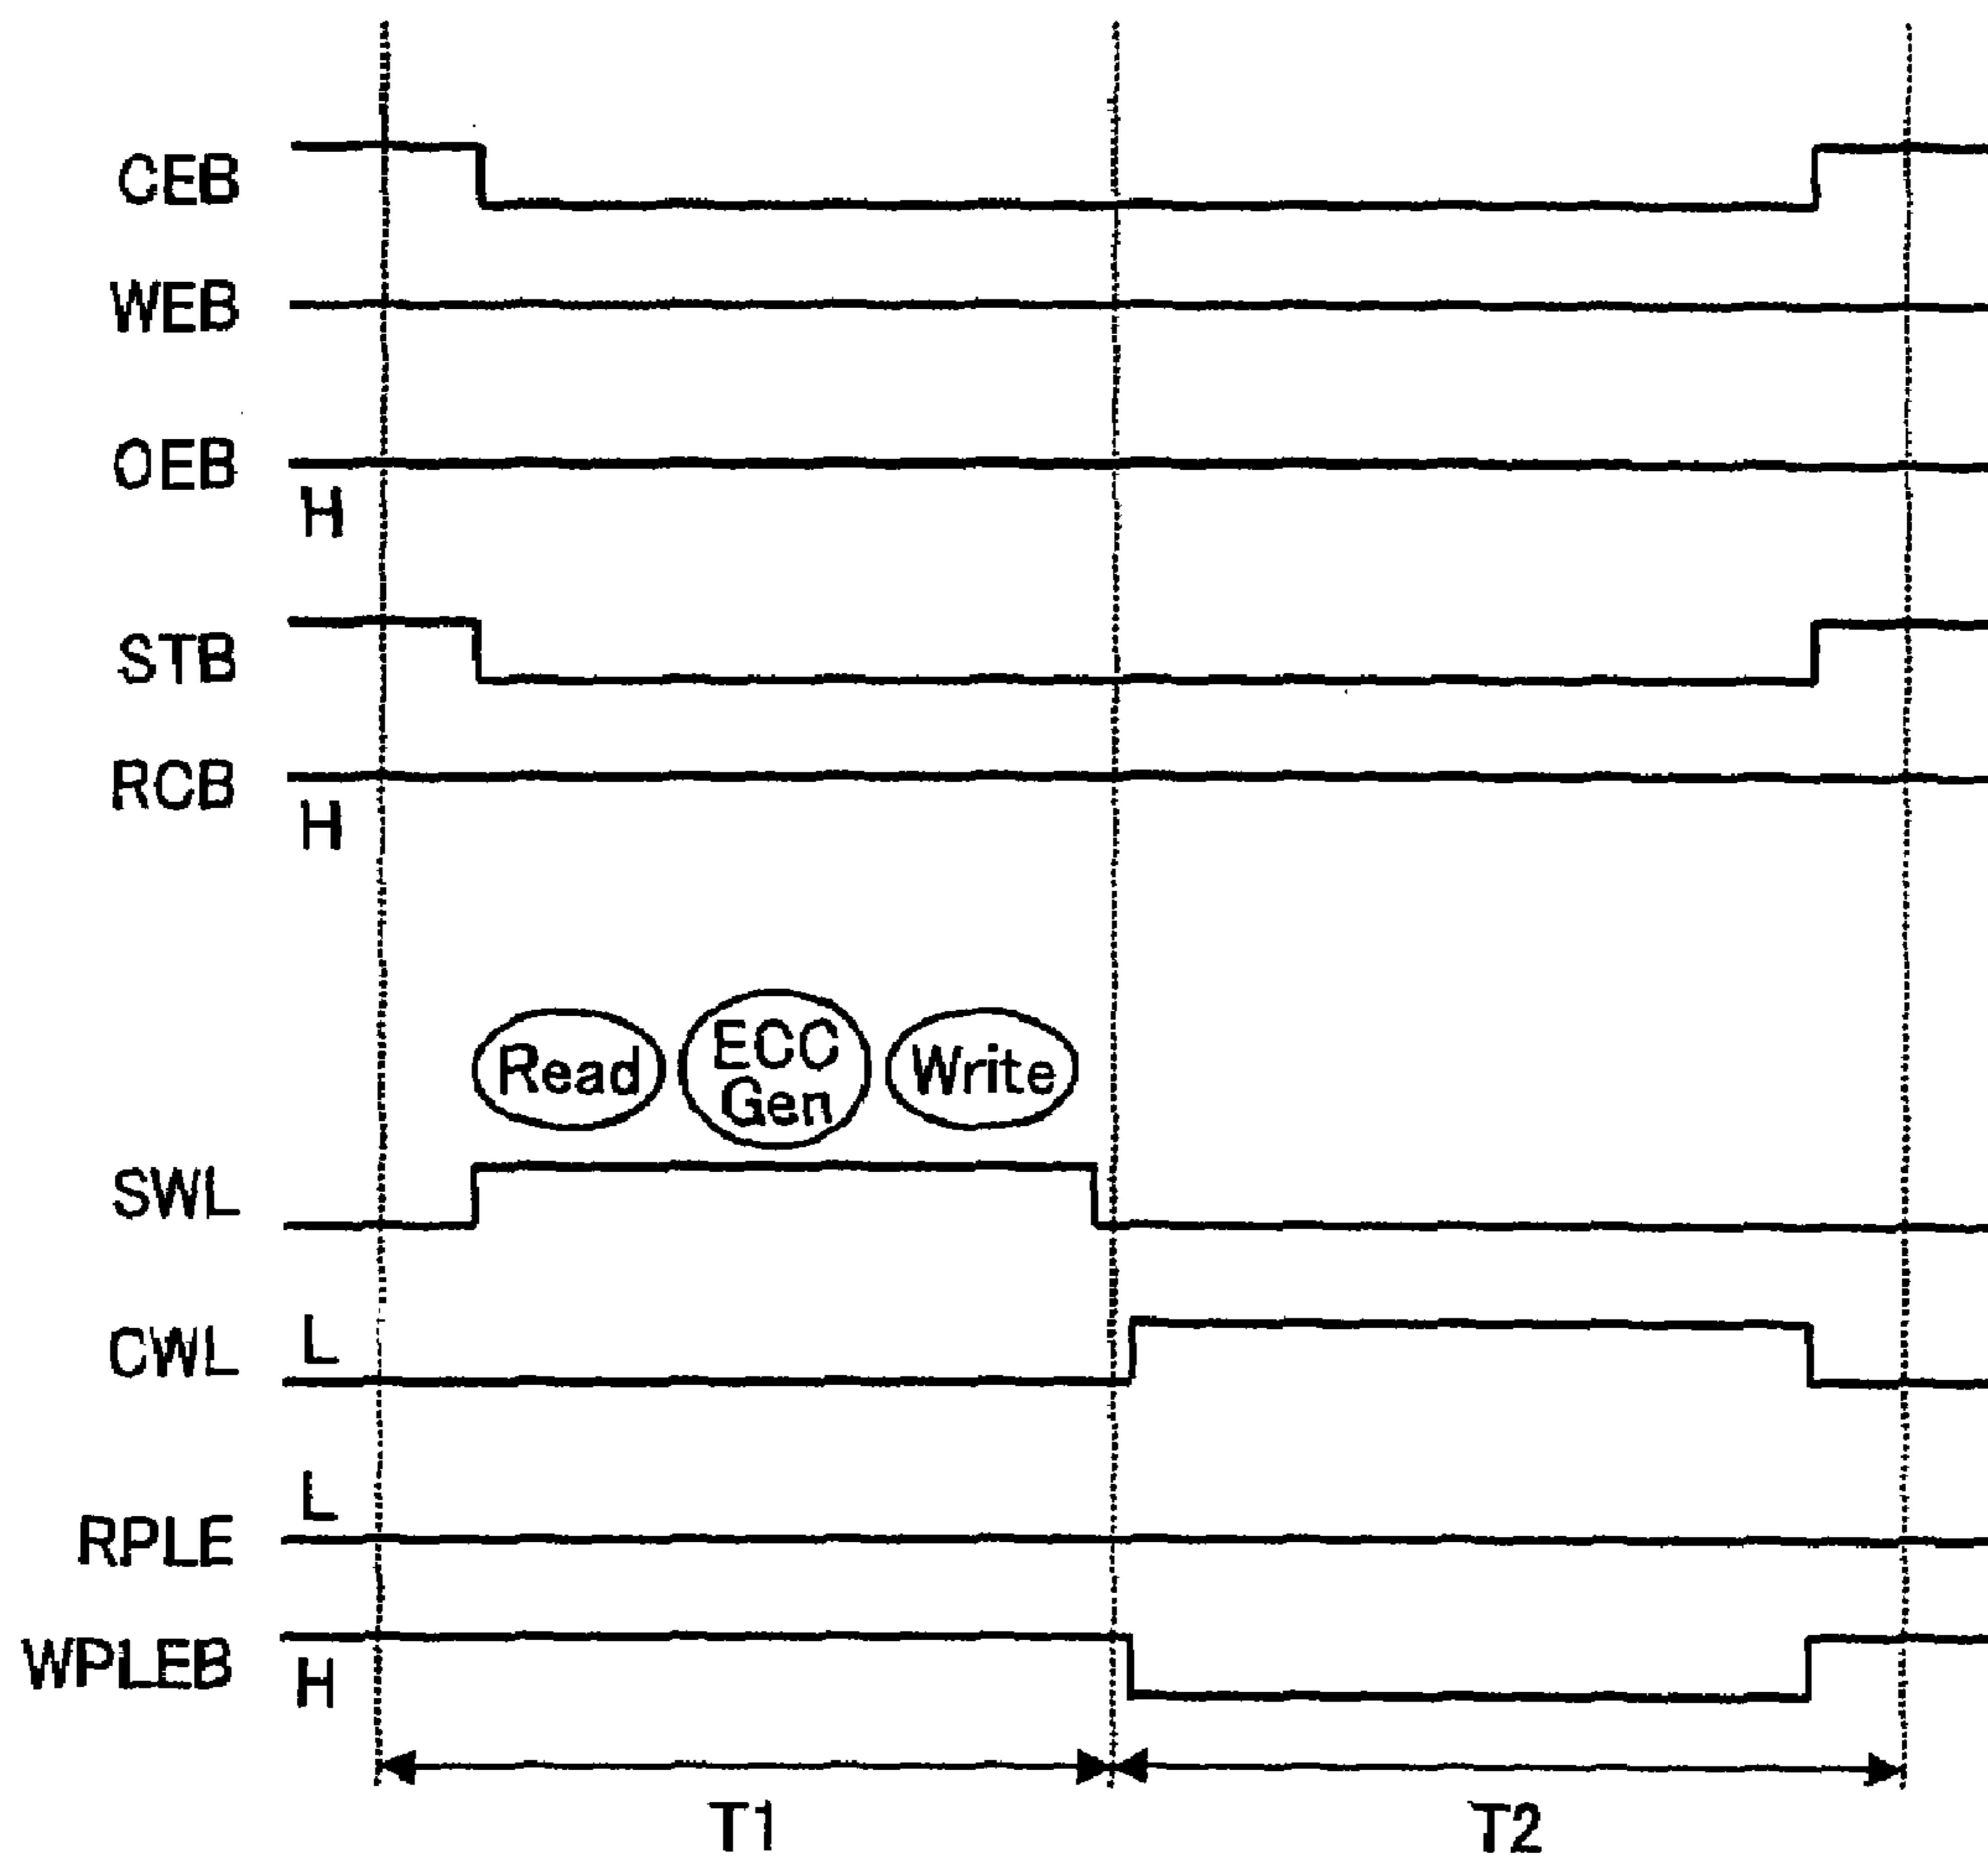 CEB
WEB
OEB
H
STB
RCB
H
Read
ECC
Gen
Write
SWL
CWL
L
RPLE
L
WPLEB
H
T1
T2